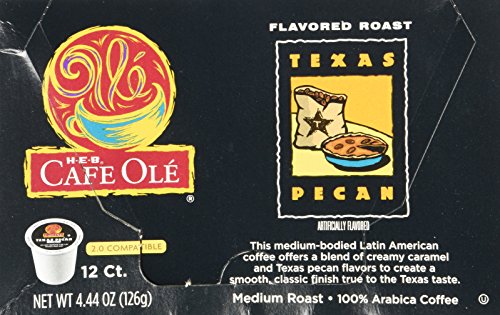 Olé
H-E-B®
CAFE OLÉ®
2.0 COMPATIBLE
12 Ct.
NET WT 4.44 OZ (126g)
FLAVORED ROAST
TEXAS
PECAN
ARTIFICIALLY FLAVORED
This medium-bodied Latin American
coffee offers a blend of creamy caramel
and Texas pecan flavors to create a
smooth, classic finish true to the Texas taste.
Medium Roast • 100% Arabica Coffee